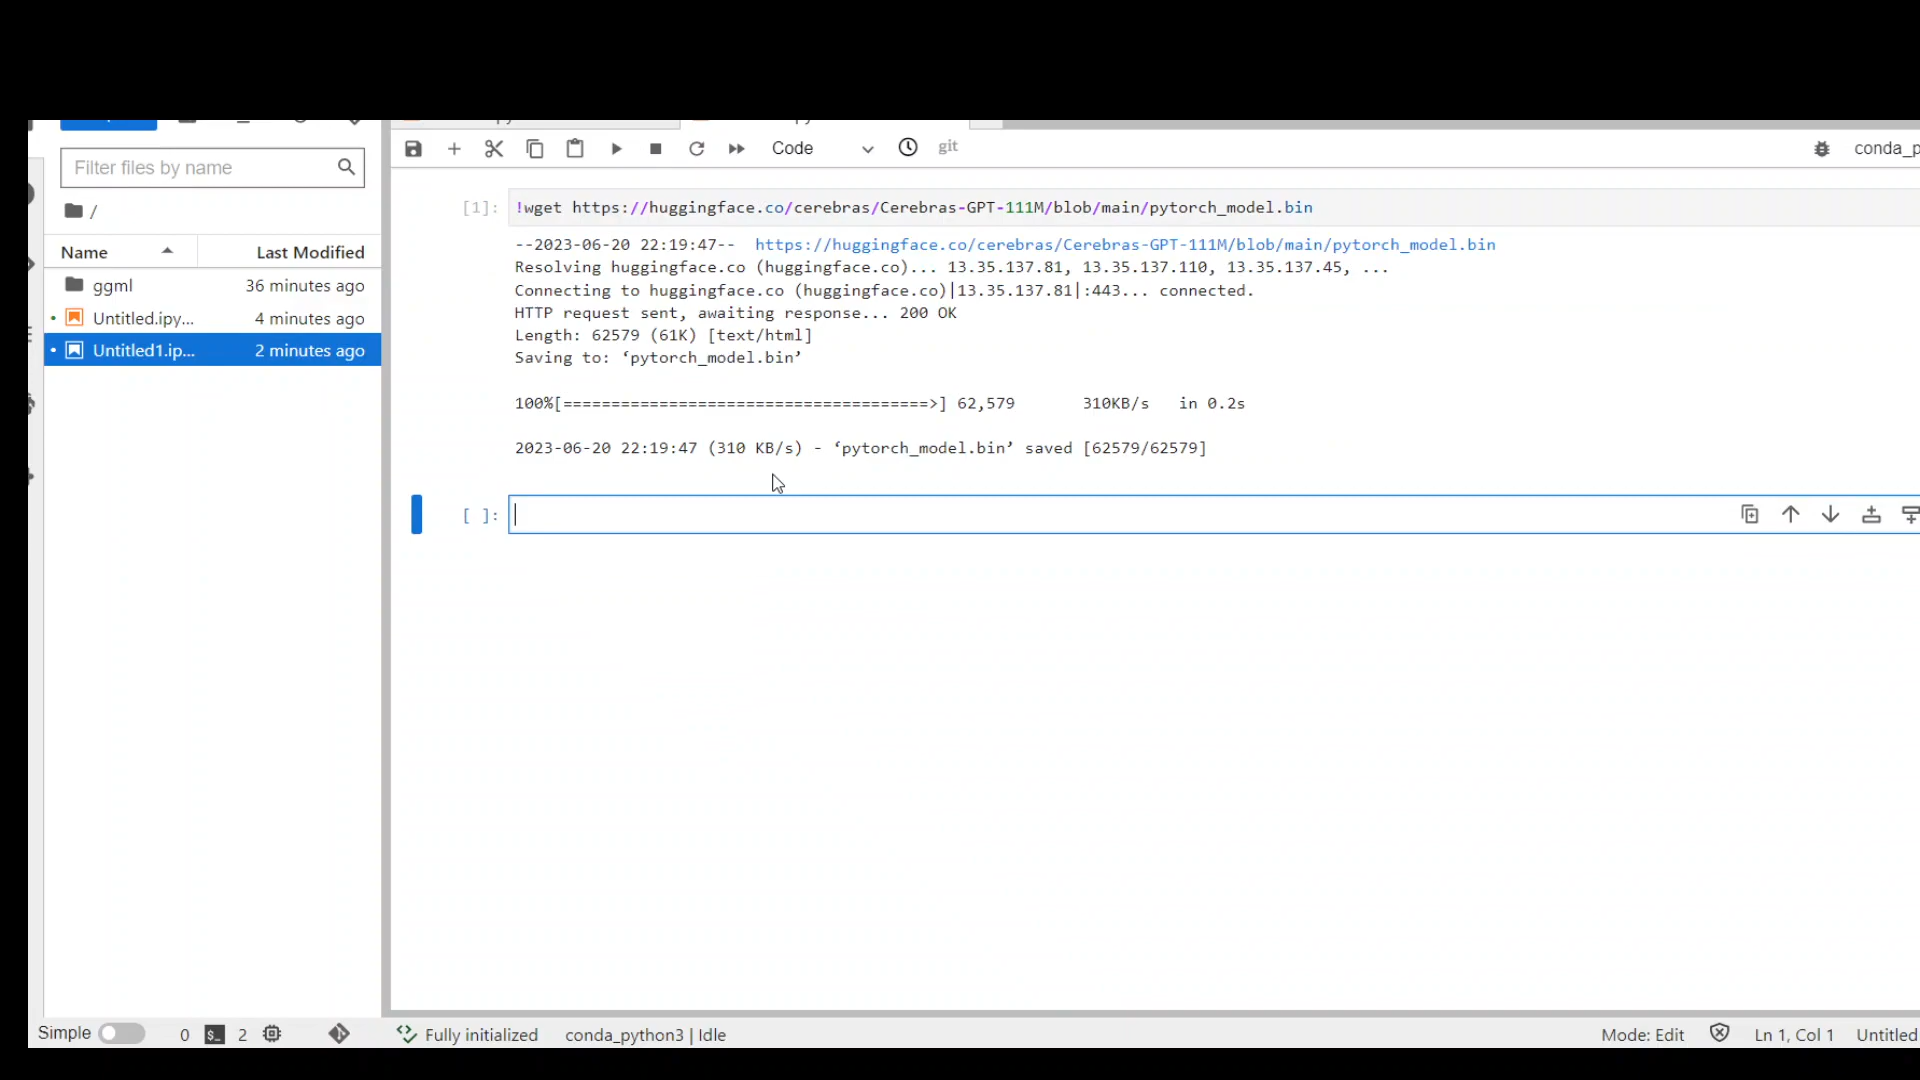 Filter files by name
/
Name Last Modified
ggml 36 minutes ago
Untitled.ipy... 4 minutes ago
Untitled1.ip... 2 minutes ago
Code git conda_p
[1]: !wget https://huggingface.co/cerebras/Cerebras-GPT-111M/blob/main/pytorch_model.bin
--2023-06-20 22:19:47-- https://huggingface.co/cerebras/Cerebras-GPT-111M/blob/main/pytorch_model.bin
Resolving huggingface.co (huggingface.co)... 13.35.137.81, 13.35.137.110, 13.35.137.45, ...
Connecting to huggingface.co (huggingface.co)|13.35.137.81|:443... connected.
HTTP request sent, awaiting response... 200 OK
Length: 62579 (61K) [text/html]
Saving to: ‘pytorch_model.bin’
100%[======================================>] 62,579 310KB/s in 0.2s
2023-06-20 22:19:47 (310 KB/s) - ‘pytorch_model.bin’ saved [62579/62579]
[ ]:
Simple 0 $_ 2 Fully initialized conda_python3 | Idle Mode: Edit Ln 1, Col 1 Untitled